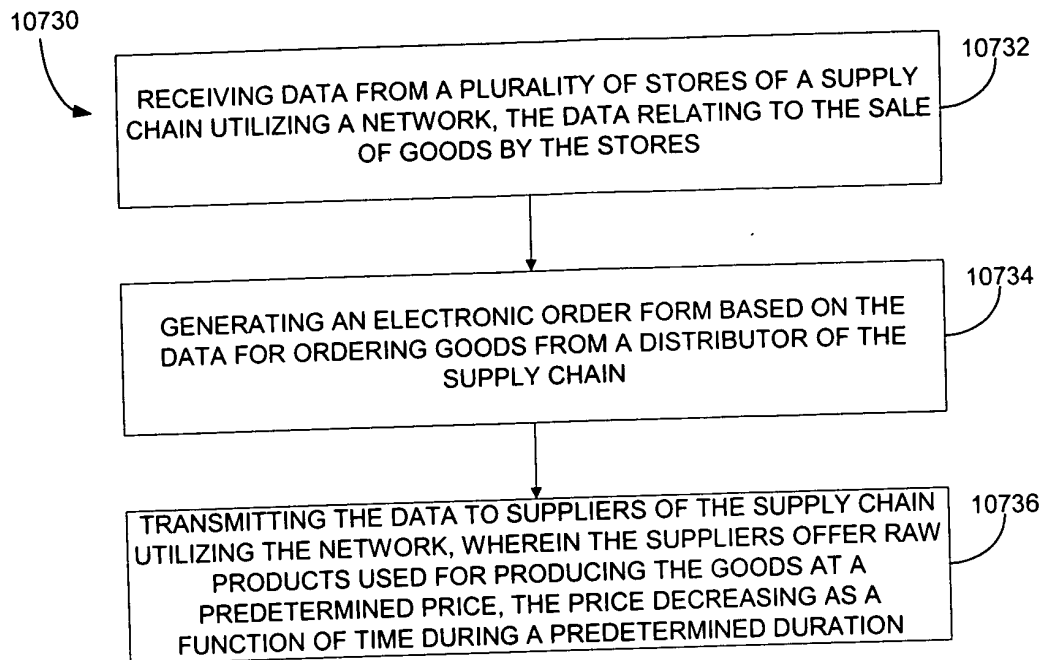 10730
10732
RECEIVING DATA FROM A PLURALITY OF STORES OF A SUPPLY
CHAIN UTILIZING A NETWORK, THE DATA RELATING TO THE SALE
OF GOODS BY THE STORES
10734
GENERATING AN ELECTRONIC ORDER FORM BASED ON THE
DATA FOR ORDERING GOODS FROM A DISTRIBUTOR OF THE
SUPPLY CHAIN
10736
TRANSMITTING THE DATA TO SUPPLIERS OF THE SUPPLY CHAIN
UTILIZING THE NETWORK, WHEREIN THE SUPPLIERS OFFER RAW
PRODUCTS USED FOR PRODUCING THE GOODS AT A
PREDETERMINED PRICE, THE PRICE DECREASING AS A
FUNCTION OF TIME DURING A PREDETERMINED DURATION